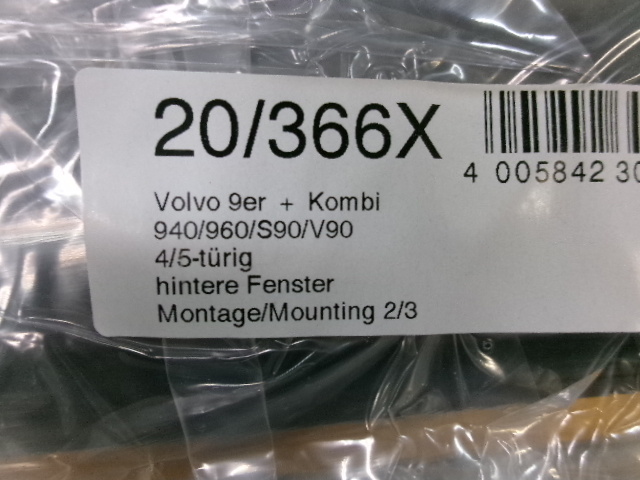 20/366X
4 005842 30
Volvo 9er + Kombi
940/960/S90/V90
4/5-türig
hintere Fenster
Montage/Mounting 2/3